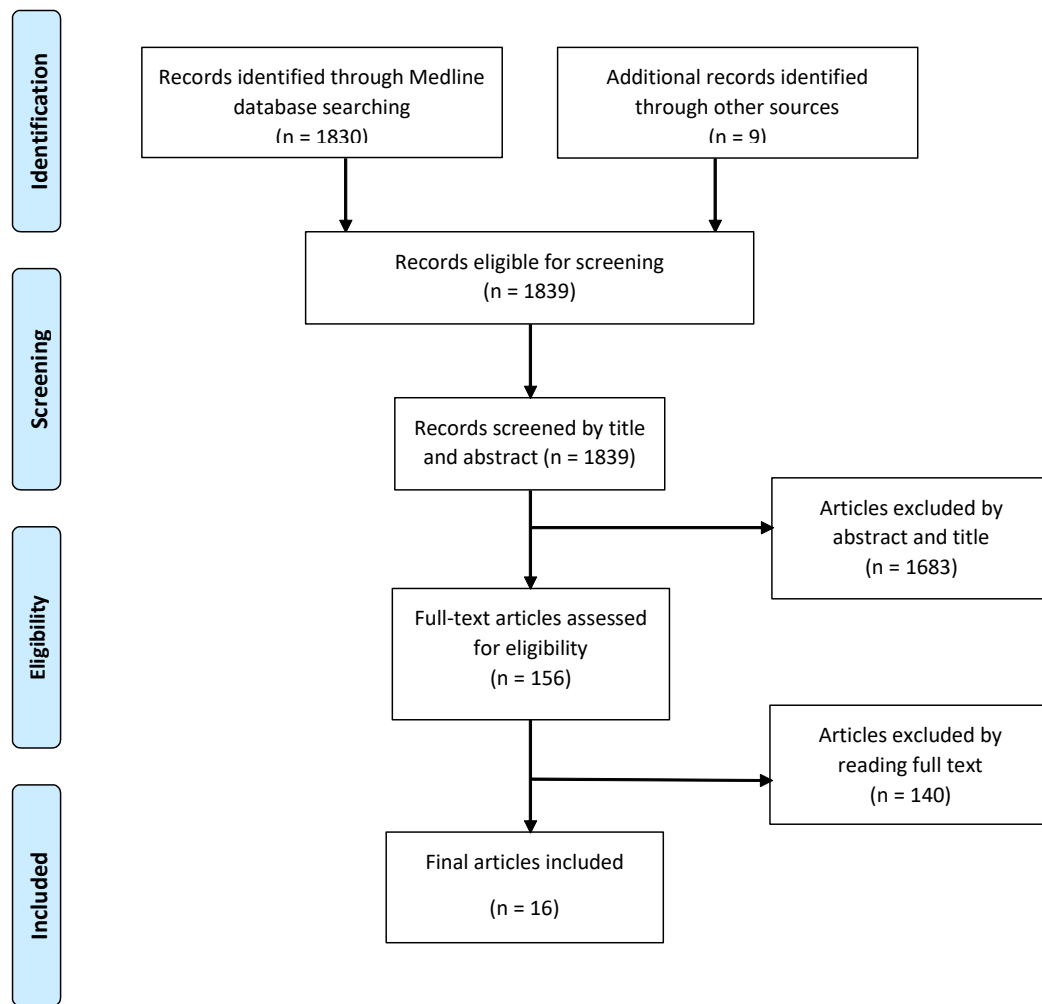 Identification
Records identified through Medline
database searching
(n = 1830)
Additional records identified
through other sources
(n = 9)
Screening
Records eligible for screening
(n = 1839)
Records screened by title
and abstract (n = 1839)
Articles excluded by
abstract and title
(n = 1683)
Eligibility
Full-text articles assessed
for eligibility
(n = 156)
Articles excluded by
reading full text
(n = 140)
Included
Final articles included
(n = 16)